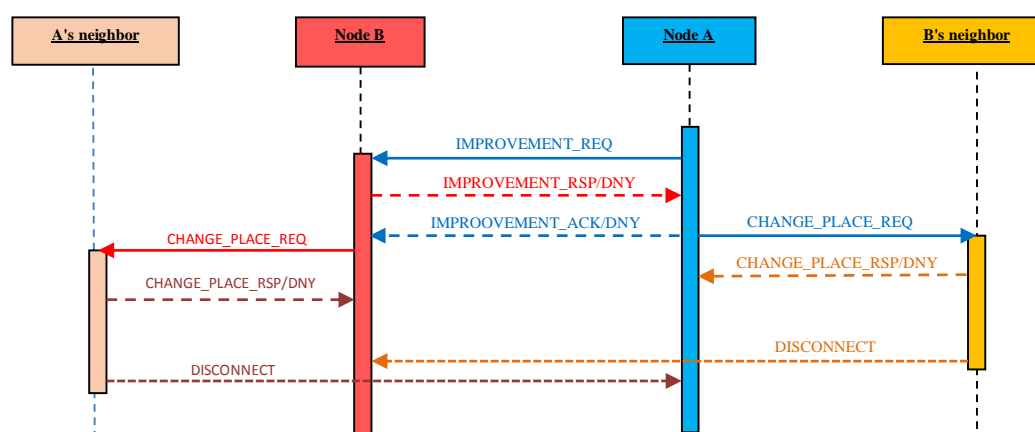 A's neighbor
Node B
Node A
B's neighbor
IMPROVEMENT_REQ
IMPROVEMENT_RSP/DNY
IMPROOVEMENT_ACK/DNY
CHANGE_PLACE_REQ
CHANGE_PLACE_REQ
CHANGE_PLACE_RSP/DNY
CHANGE_PLACE_RSP/DNY
DISCONNECT
DISCONNECT